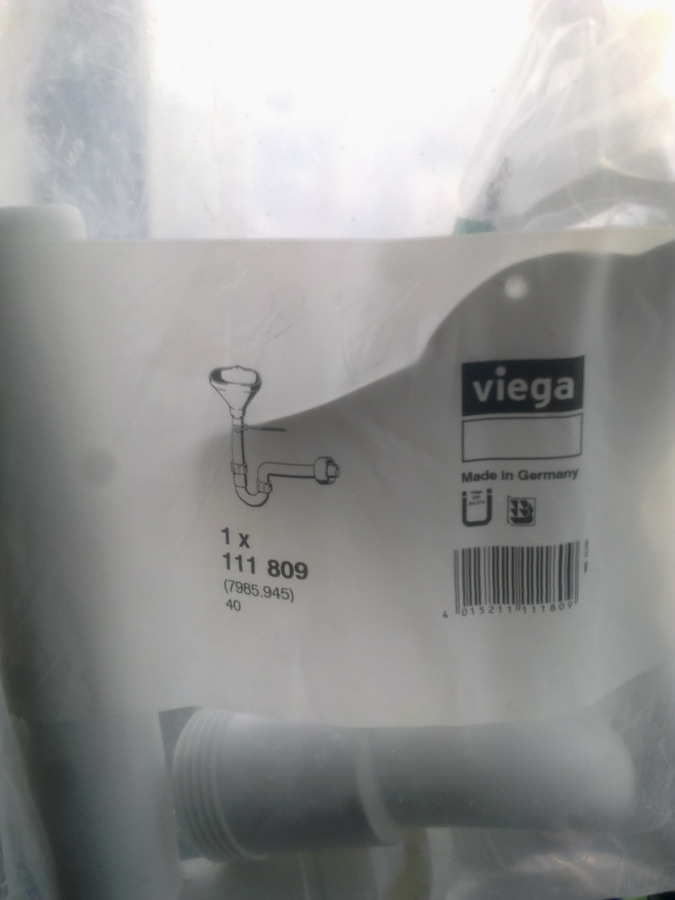 viega
Made in Germany
1 x
111 809
(7985.945)
40
4 015211 111809